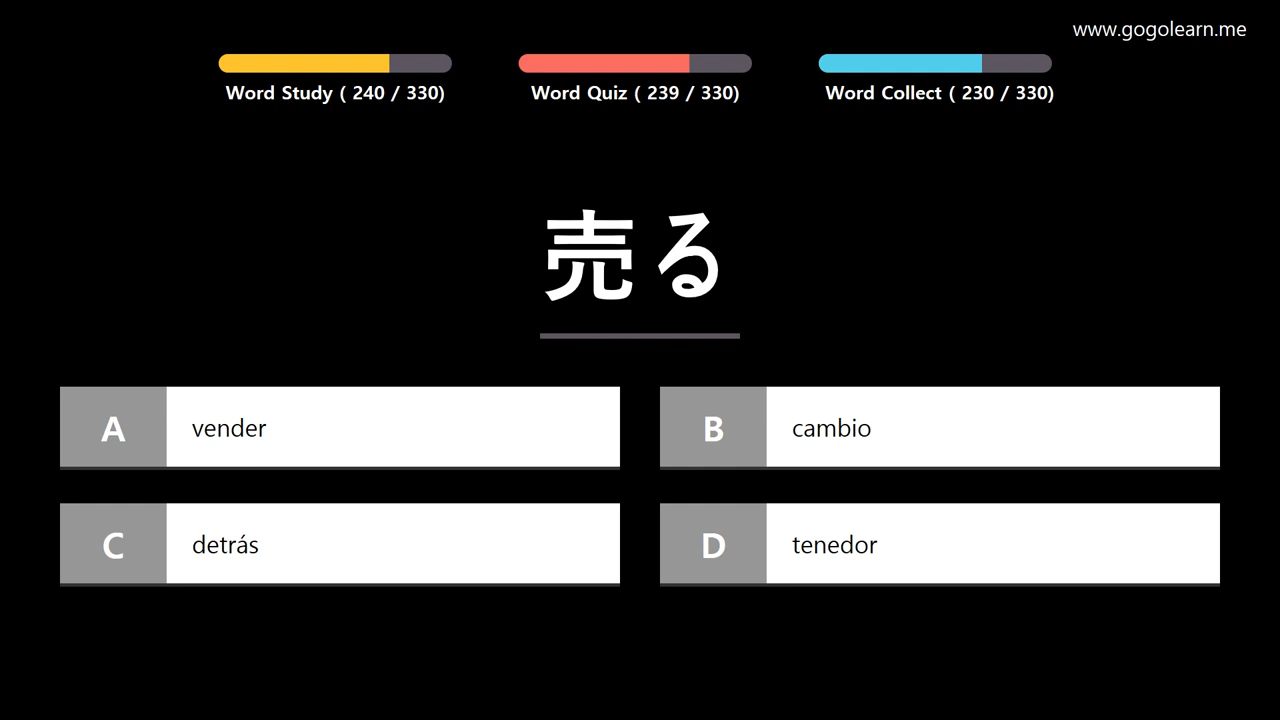 www.gogolearn.me
Word Study ( 240 / 330)
Word Quiz ( 239 / 330)
Word Collect ( 230 / 330)
売る
A vender
B cambio
C detrás
D tenedor